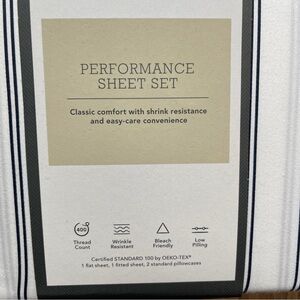 PERFORMANCE
SHEET SET
Classic comfort with shrink resistance
and easy-care convenience
400
Thread
Count
Wrinkle
Resistant
Bleach
Friendly
Low
Pilling
Certified STANDARD 100 by OEKO-TEX®
1 flat sheet, 1 fitted sheet, 2 standard pillowcases